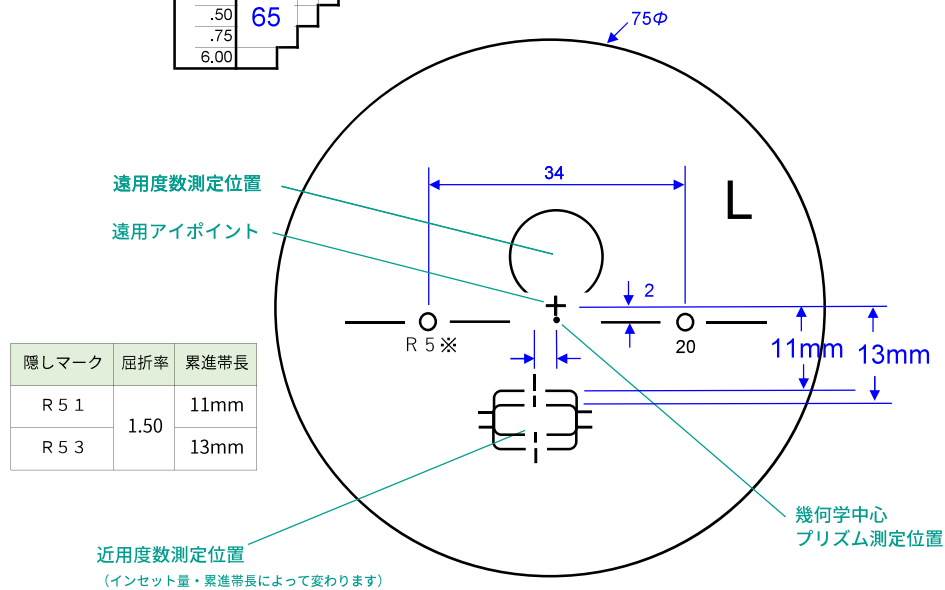 .50
65
.75
6.00
75Φ
遠用度数測定位置
34
L
遠用アイポイント
2
R 5※
20
11mm
13mm
隠しマーク 屈折率 累進帯長
R51 1.50 11mm
R53 13mm
幾何学中心
プリズム測定位置
近用度数測定位置
（インセット量・累進帯長によって変わります）